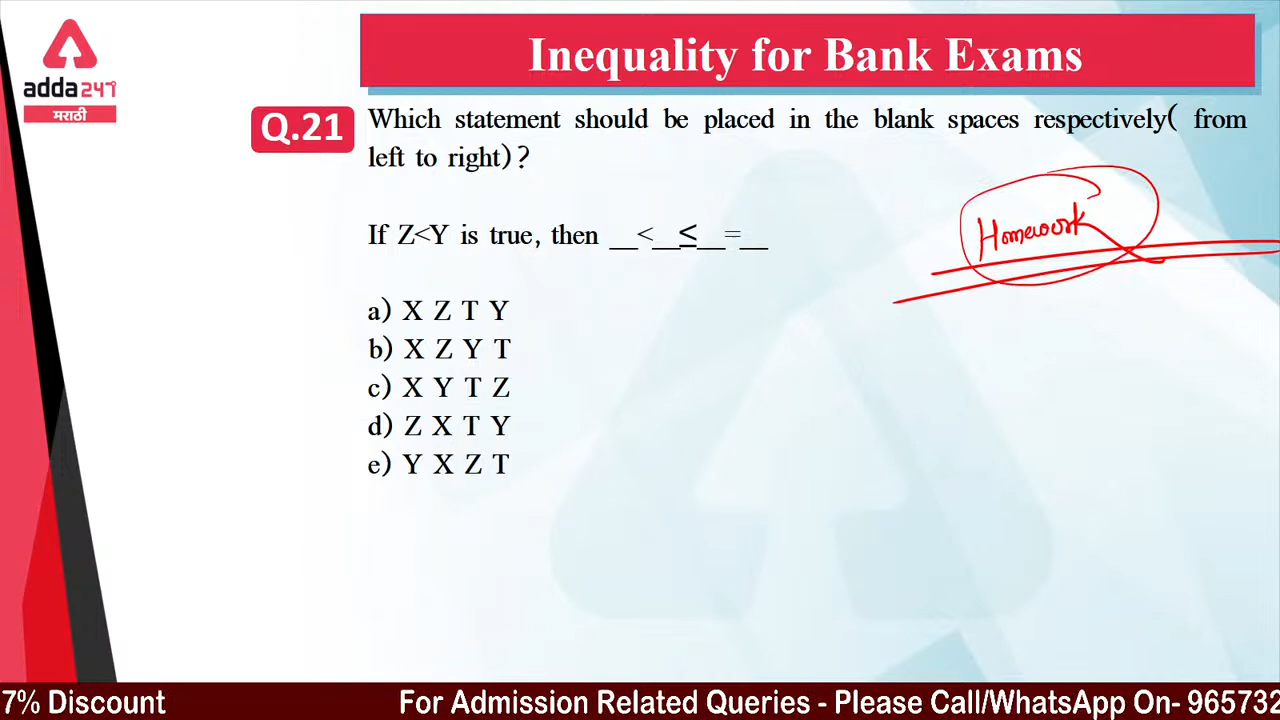 Inequality for Bank Exams
adda247
मराठी
Q.21
Which statement should be placed in the blank spaces respectively( from
left to right)?
Homework
If Z<Y is true, then __<__≤__=__
a) X Z T Y
b) X Z Y T
c) X Y T Z
d) Z X T Y
e) Y X Z T
7% Discount For Admission Related Queries - Please Call/WhatsApp On- 965732